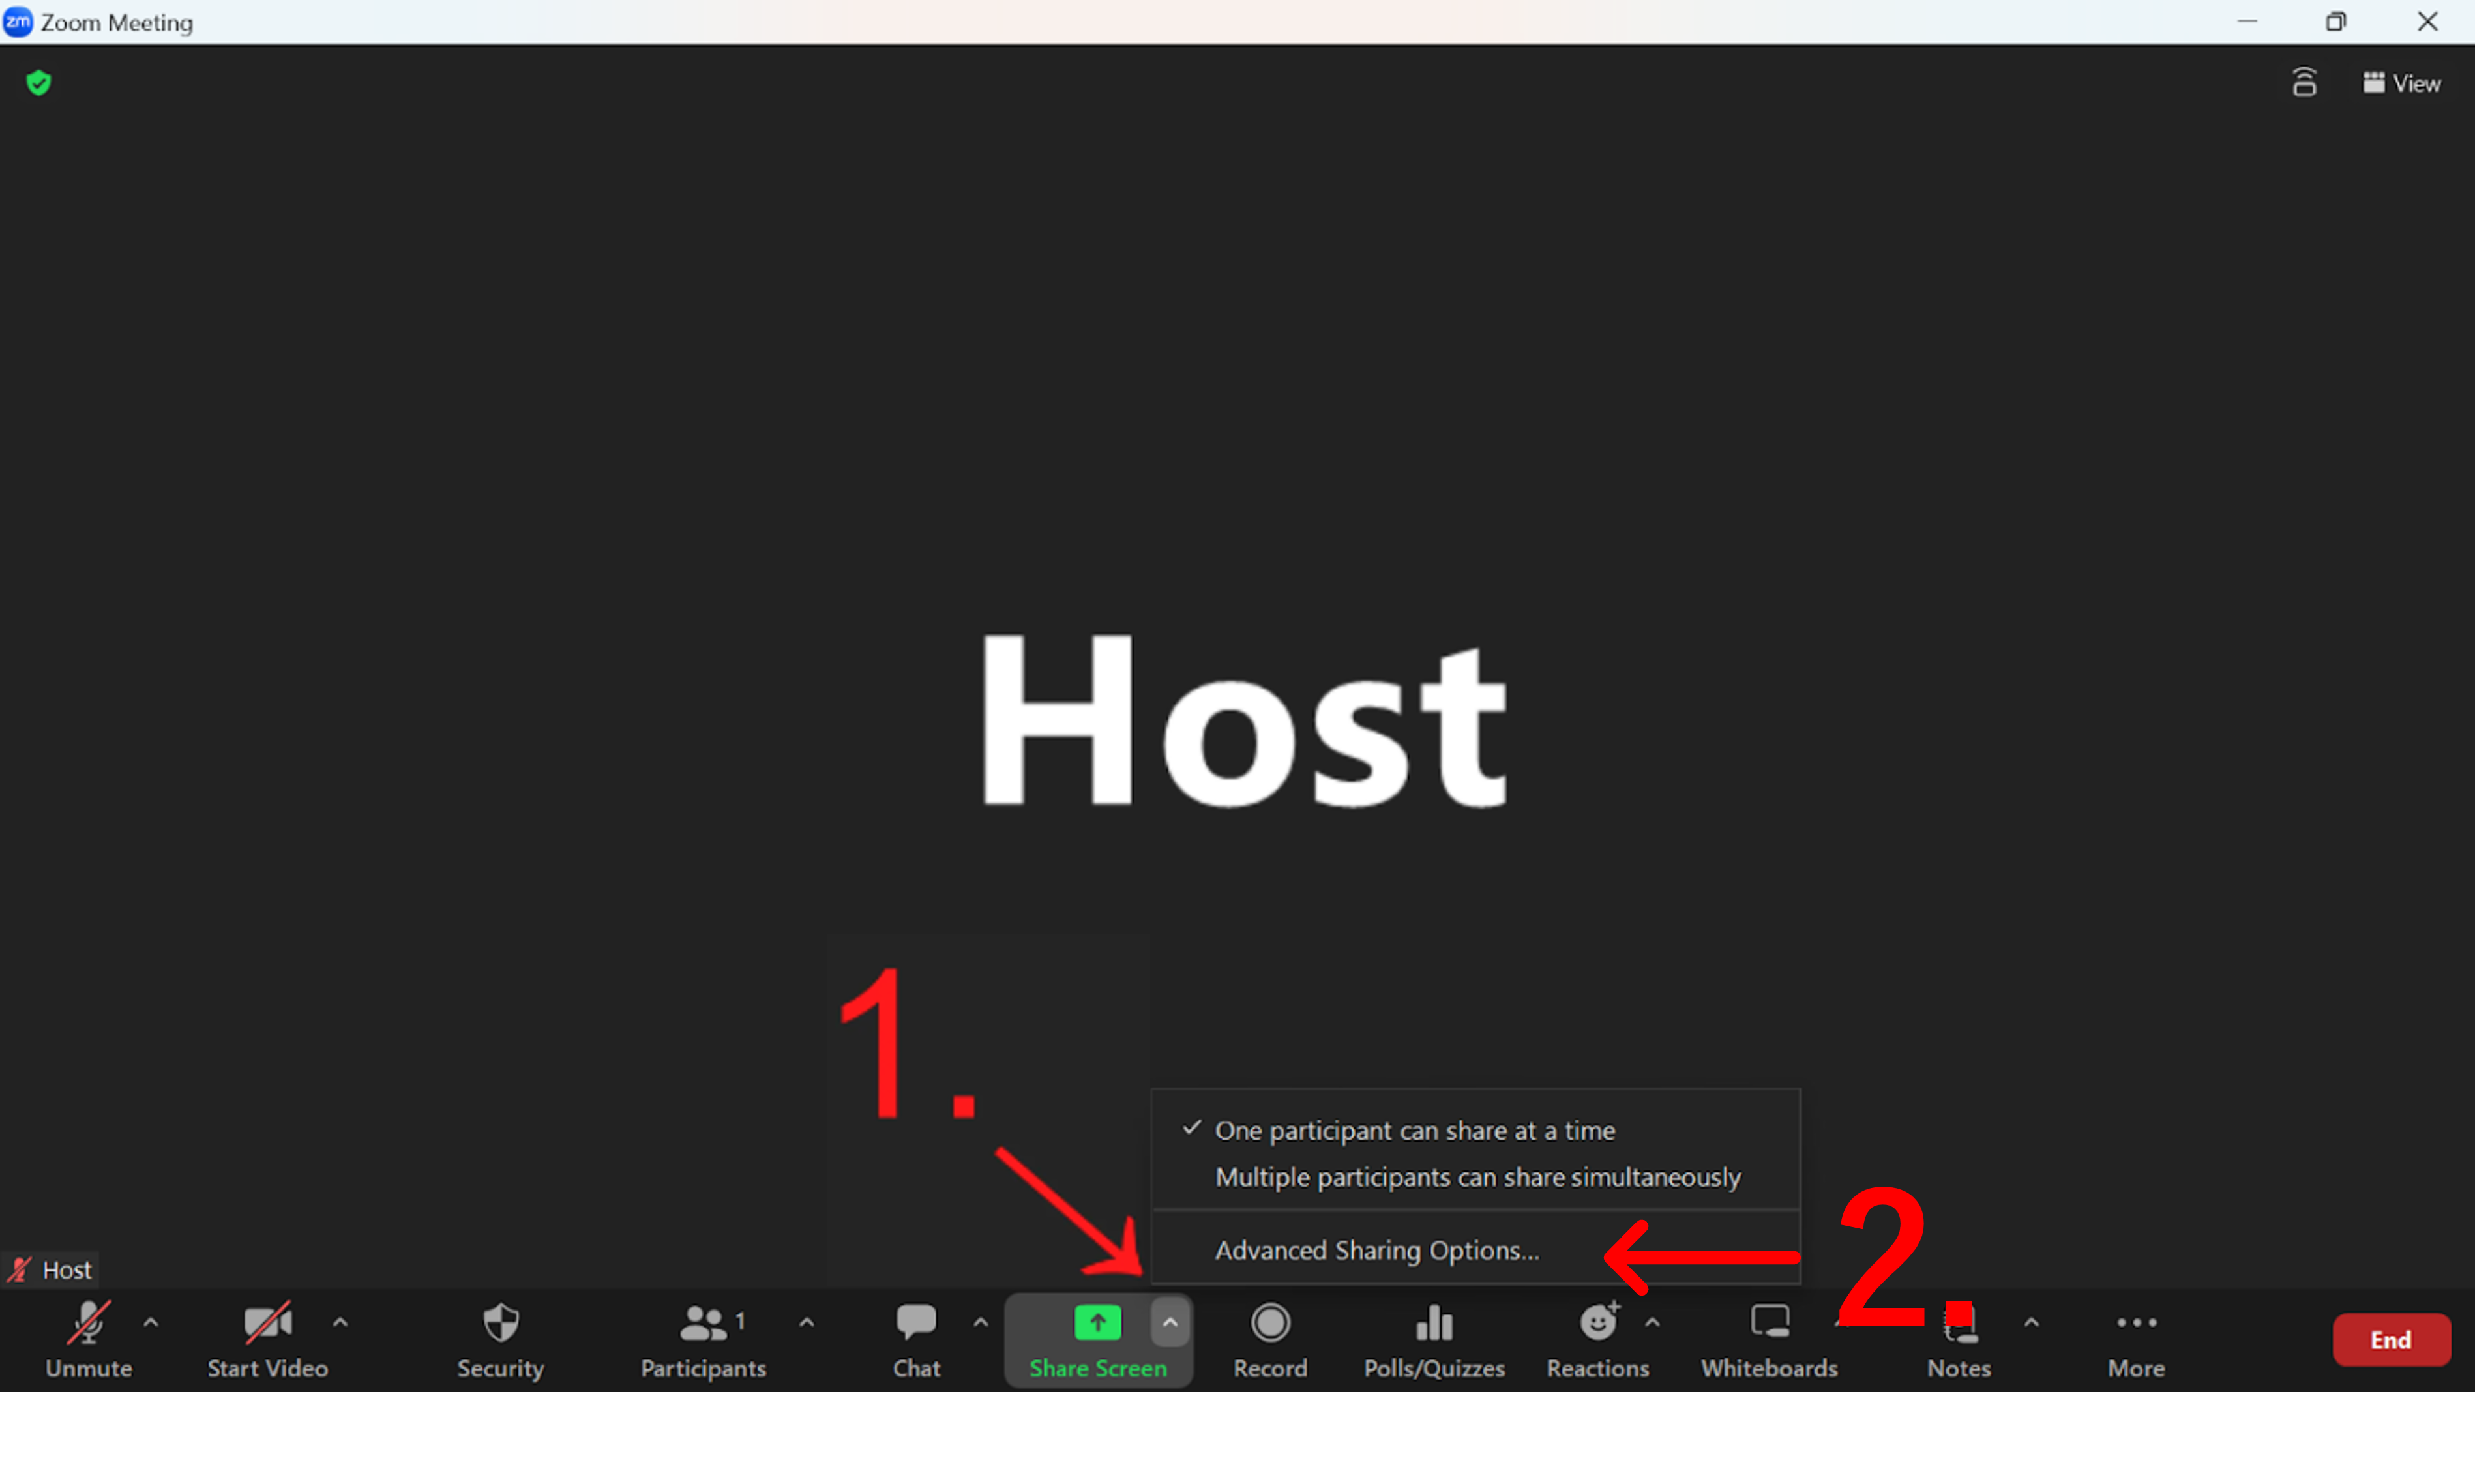 zm Zoom Meeting
View
Host
1.
One participant can share at a time
Multiple participants can share simultaneously
Advanced Sharing Options...
2.
Host
1
Unmute Start Video Security Participants Chat Share Screen Record Polls/Quizzes Reactions Whiteboards Notes More End